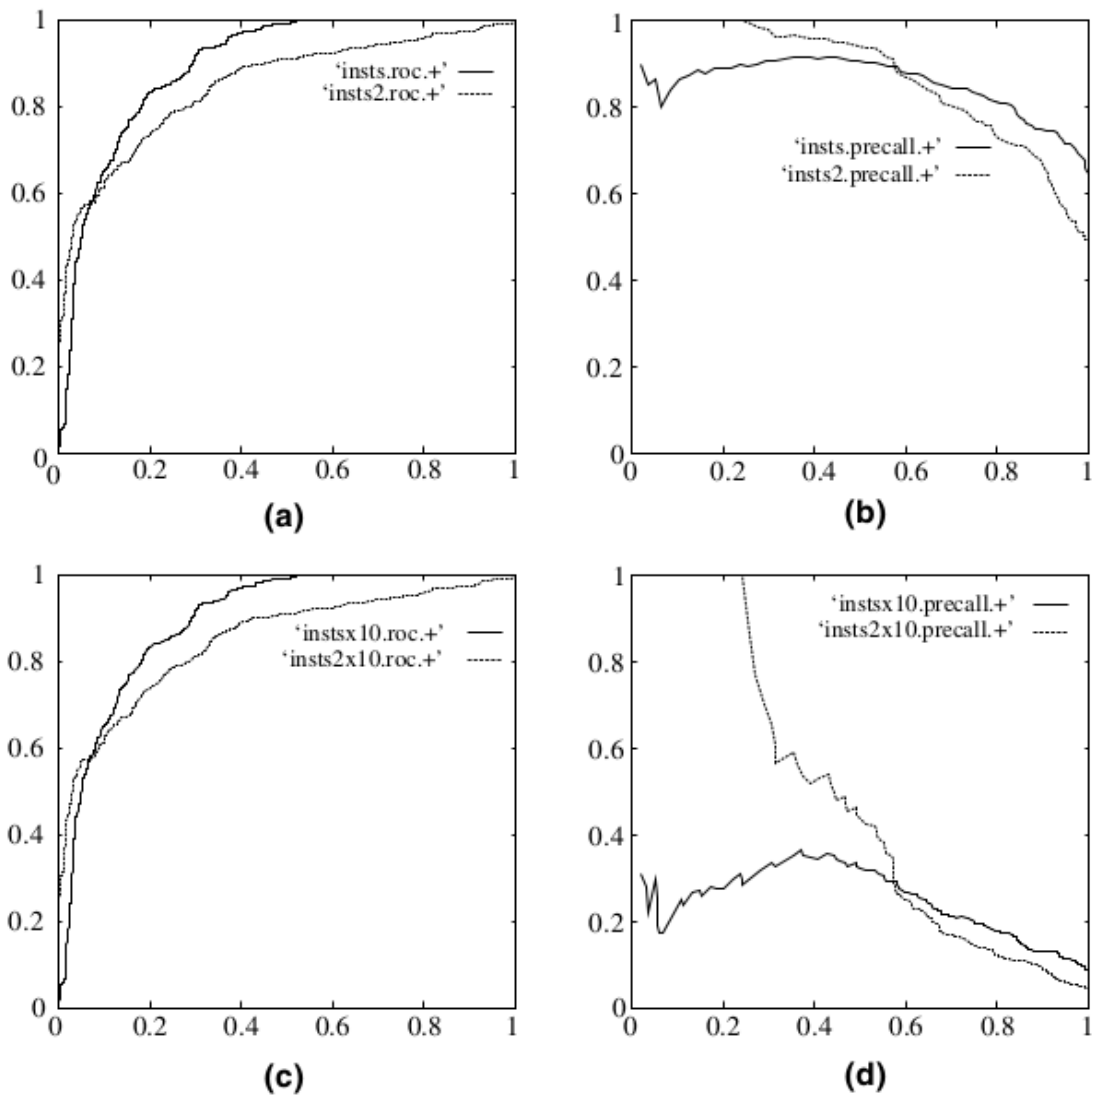 1
0.8
0.6
0.4
0.2
0
0 0.2 0.4 0.6 0.8 1
'insts.roc.+'
'insts2.roc.+'
(a)
1
0.8
0.6
0.4
0.2
0
0 0.2 0.4 0.6 0.8 1
'insts.precall.+'
'insts2.precall.+'
(b)
1
0.8
0.6
0.4
0.2
0
0 0.2 0.4 0.6 0.8 1
'instsx10.roc.+'
'insts2x10.roc.+'
(c)
1
0.8
0.6
0.4
0.2
0
0 0.2 0.4 0.6 0.8 1
'instsx10.precall.+'
'insts2x10.precall.+'
(d)